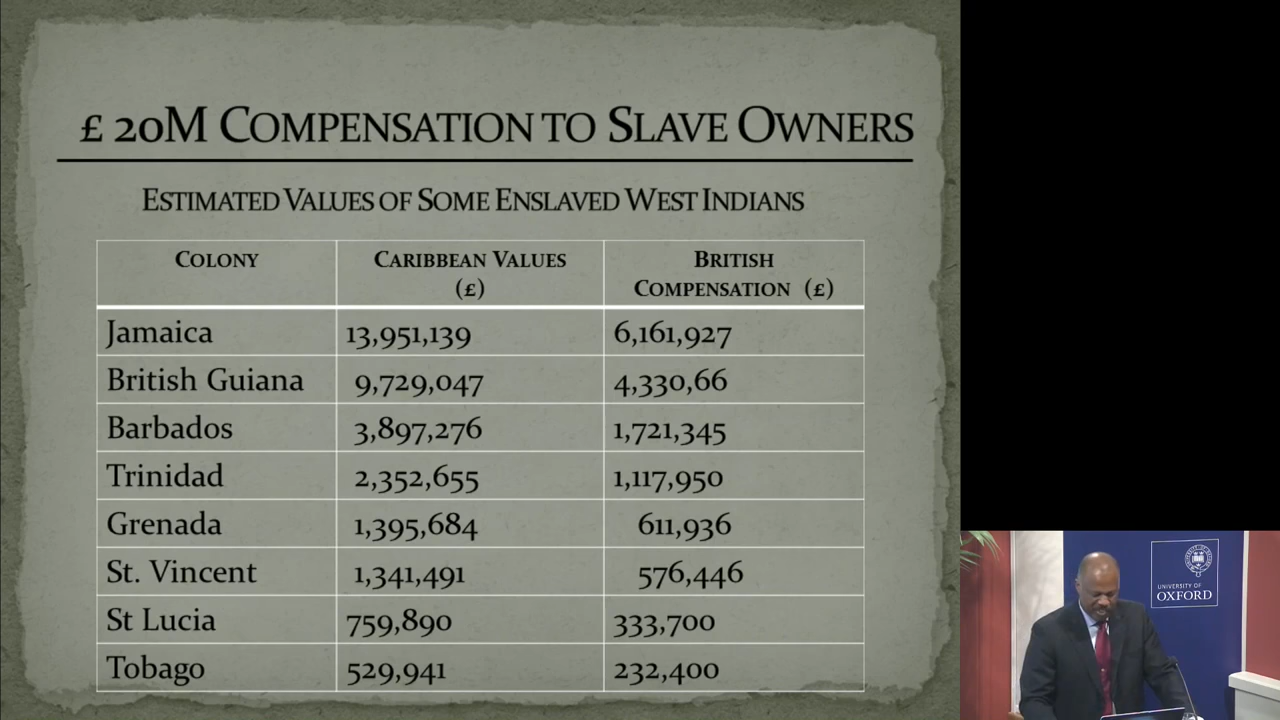 £ 20M COMPENSATION TO SLAVE OWNERS
ESTIMATED VALUES OF SOME ENSLAVED WEST INDIANS
COLONY CARIBBEAN VALUES (£) BRITISH COMPENSATION (£)
Jamaica 13,951,139 6,161,927
British Guiana 9,729,047 4,330,66
Barbados 3,897,276 1,721,345
Trinidad 2,352,655 1,117,950
Grenada 1,395,684 611,936
St. Vincent 1,341,491 576,446
St Lucia 759,890 333,700
Tobago 529,941 232,400
UNIVERSITY OF
OXFORD